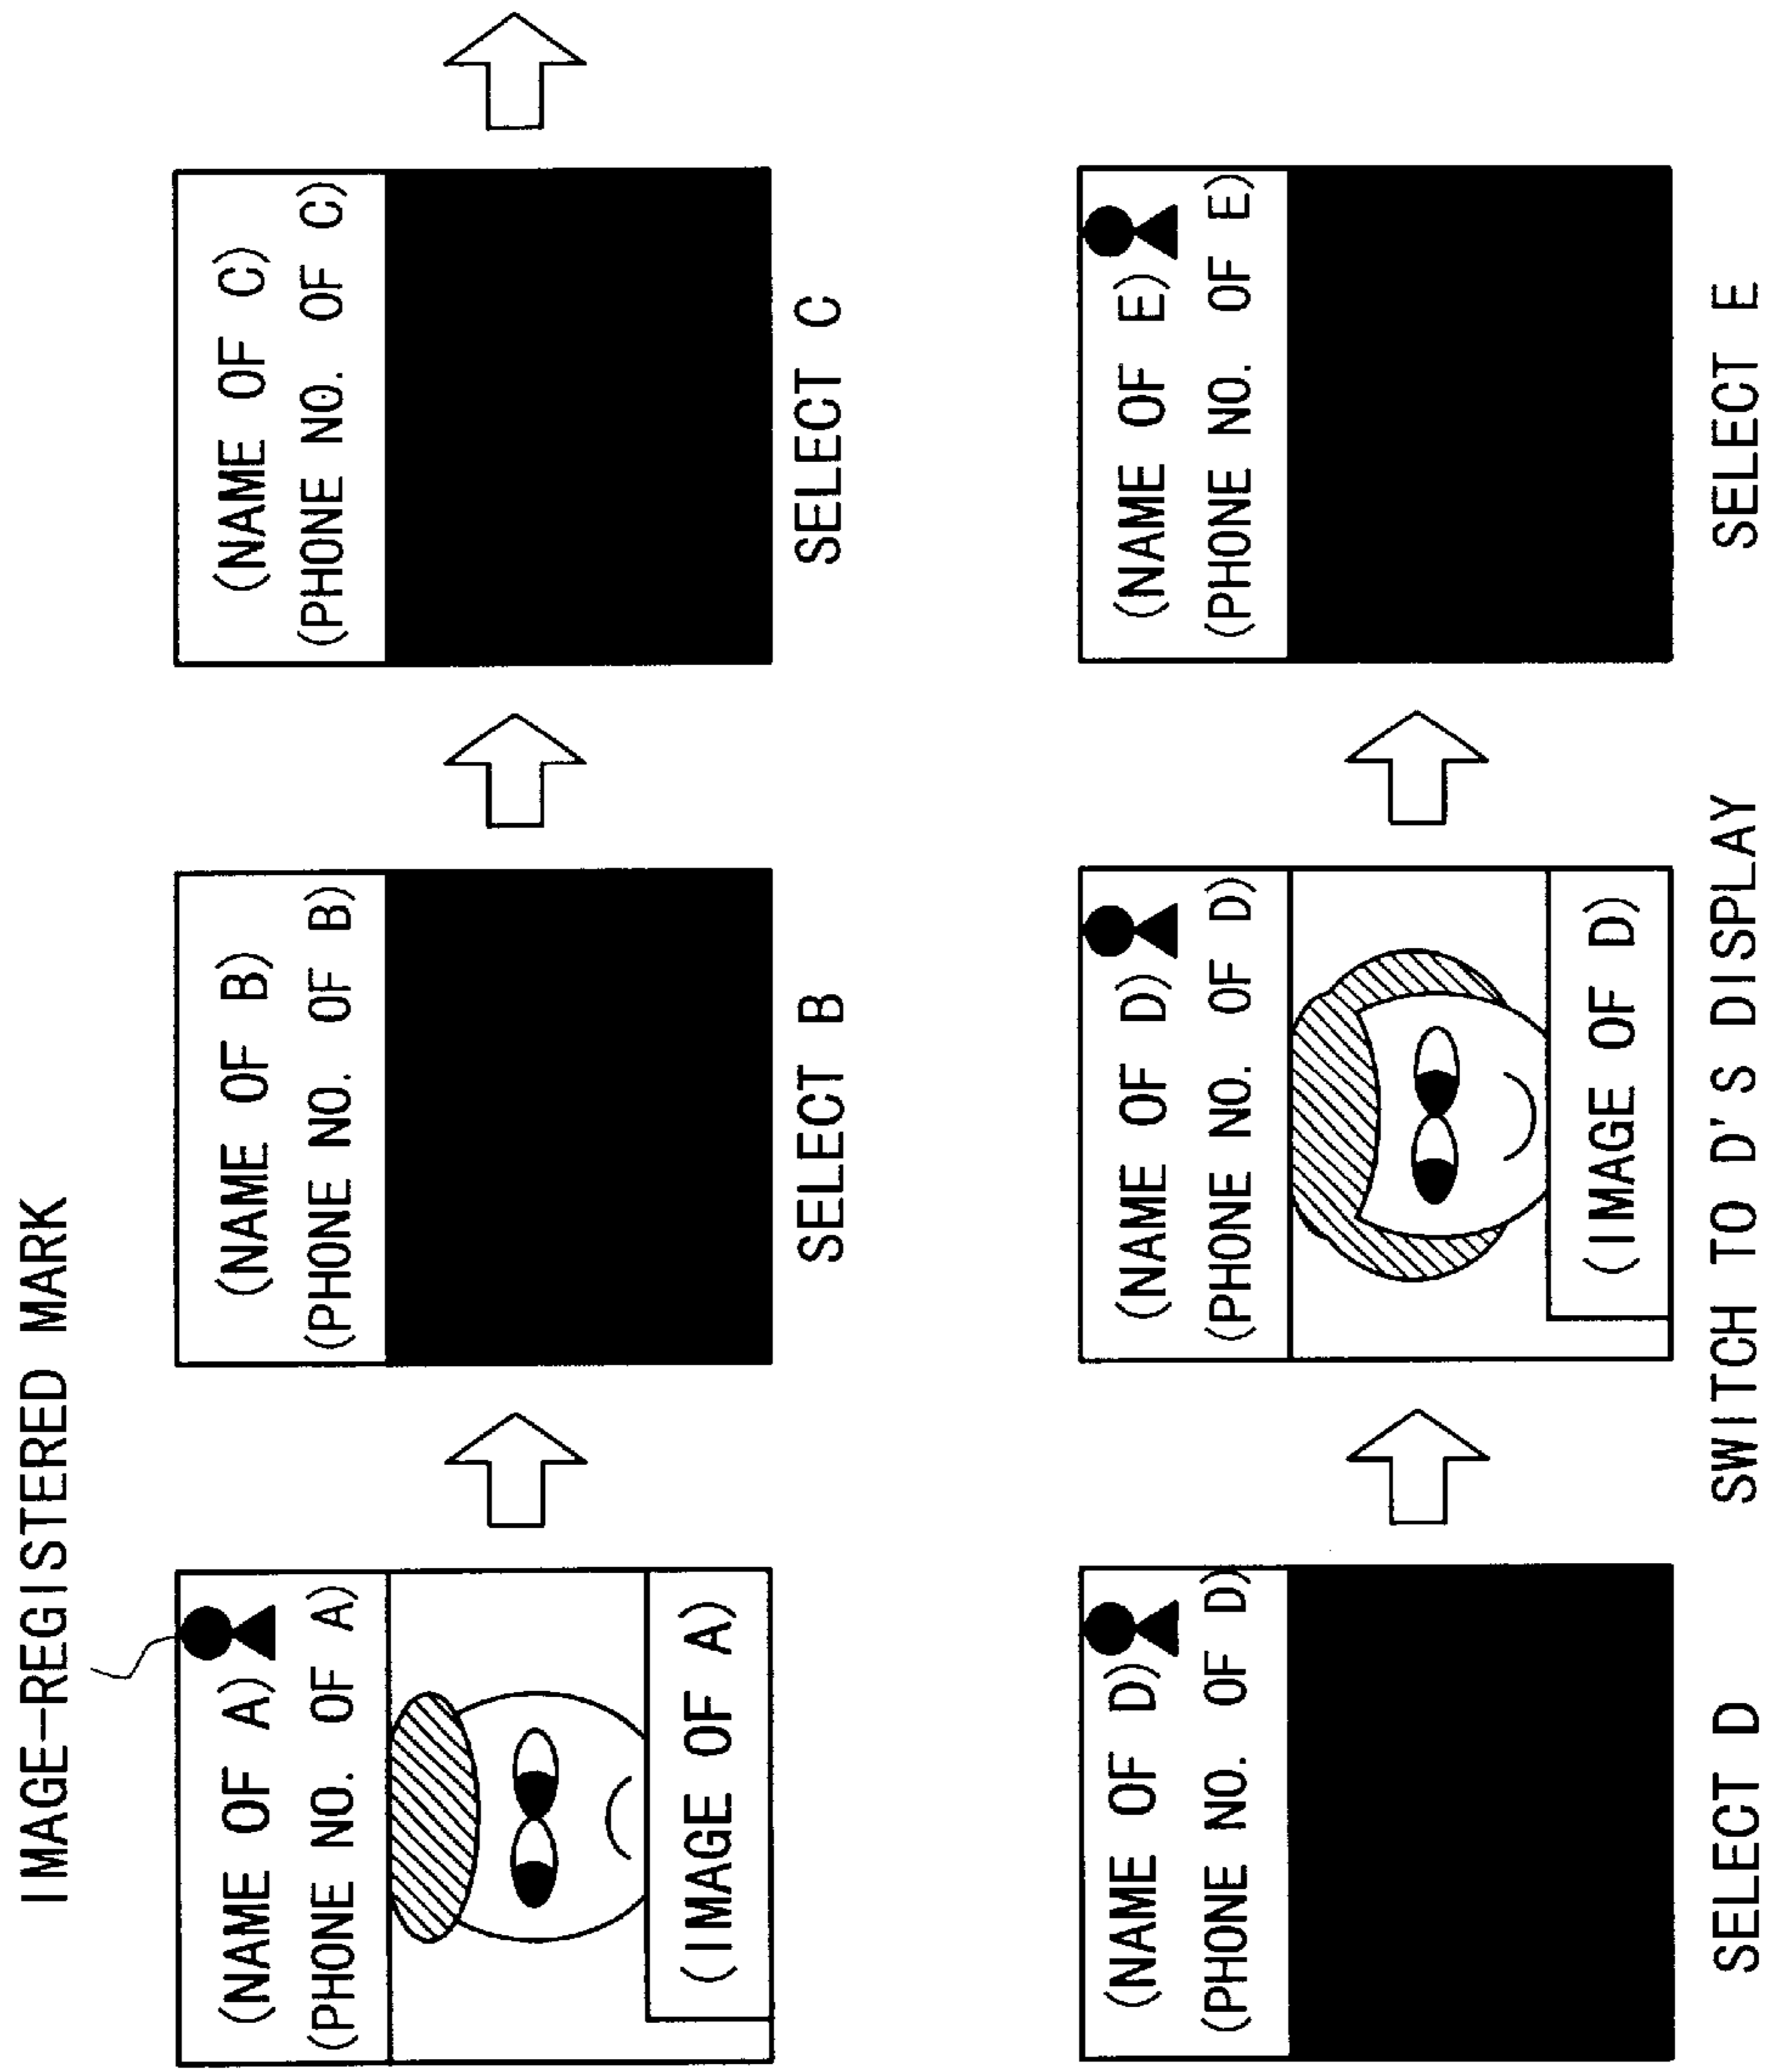 IMAGE-REGISTERED MARK
(NAME OF A)
(PHONE NO. OF A)
(IMAGE OF A)
(NAME OF B)
(PHONE NO. OF B)
SELECT B
(NAME OF C)
(PHONE NO. OF C)
SELECT C
(NAME OF D)
(PHONE NO. OF D)
SELECT D
(NAME OF D)
(PHONE NO. OF D)
(IMAGE OF D)
SWITCH TO D'S DISPLAY
(NAME OF E)
(PHONE NO. OF E)
SELECT E